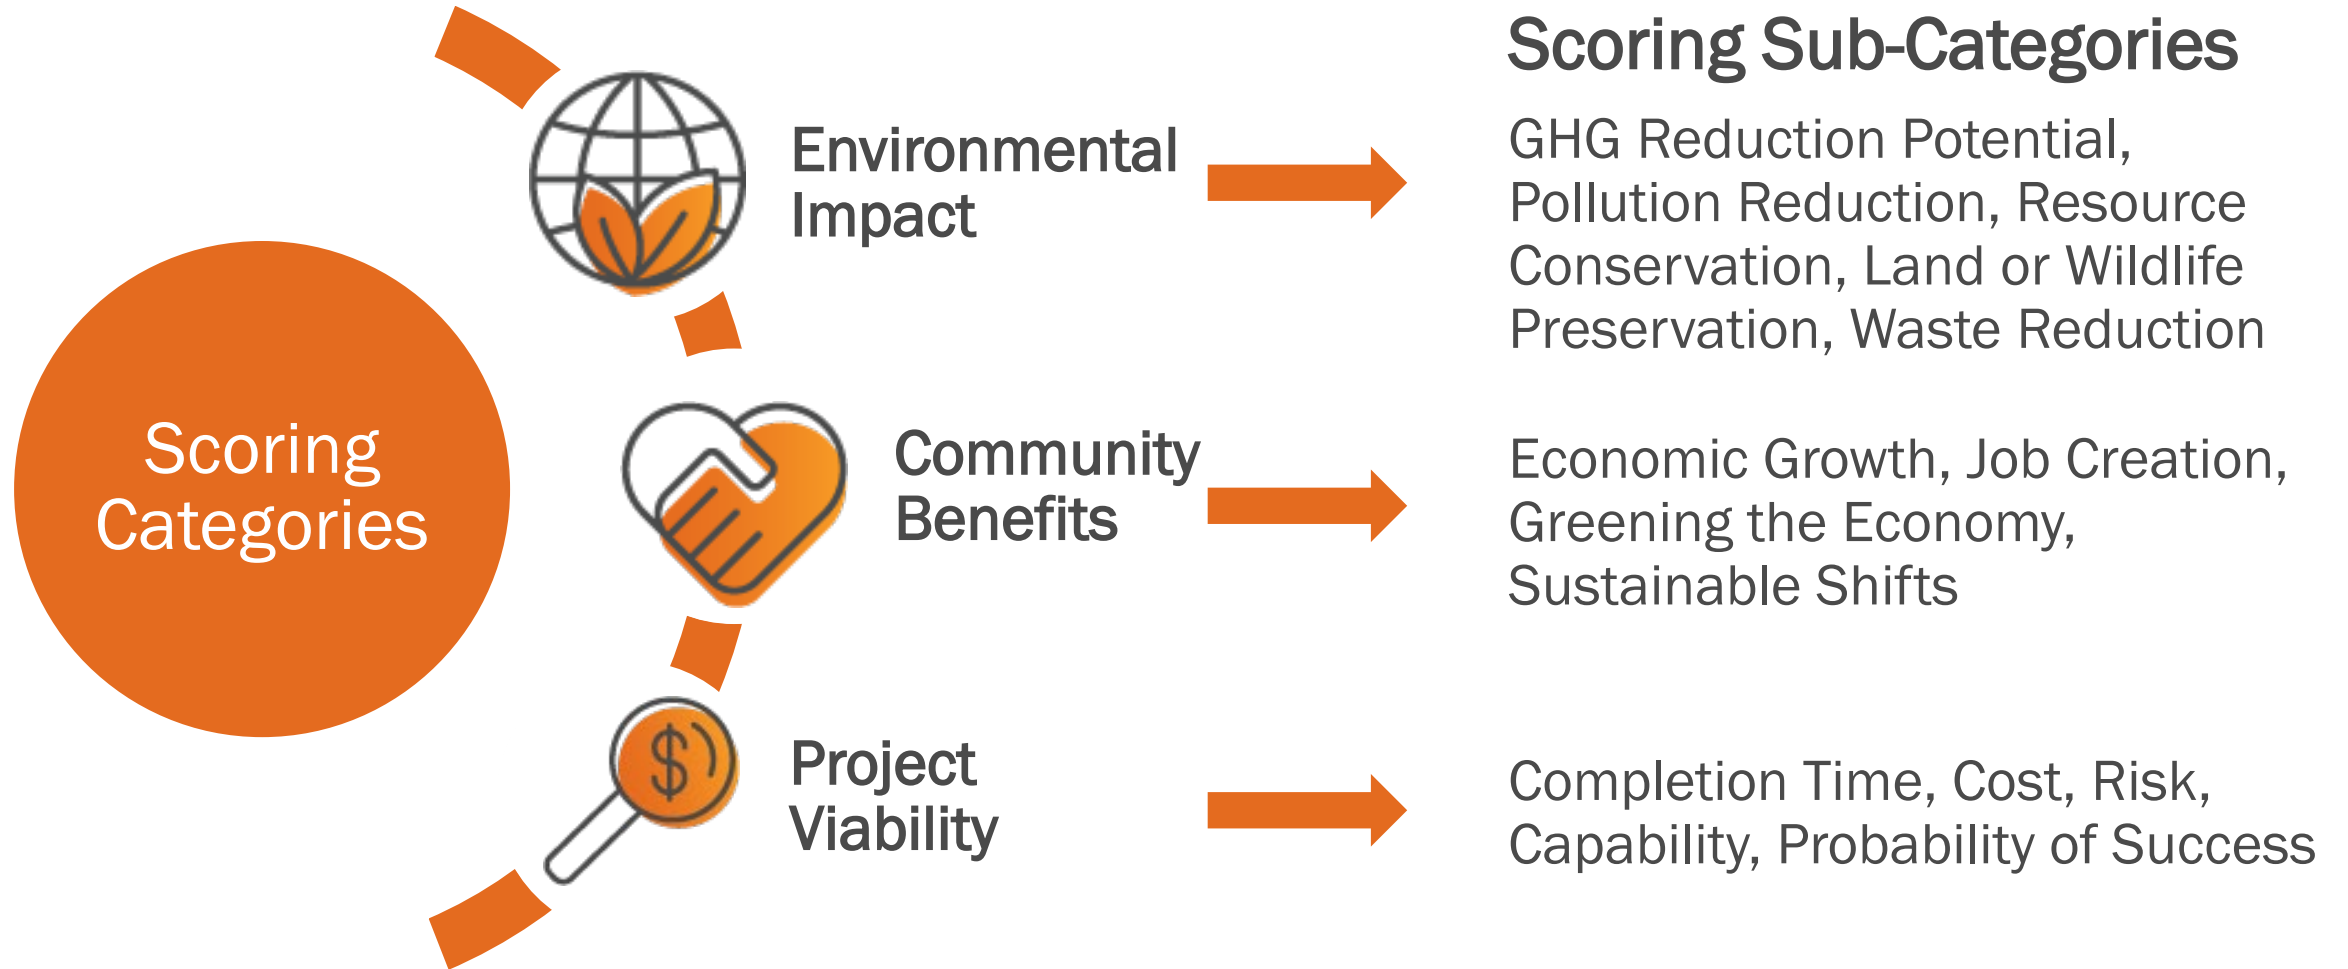 Scoring
Categories
Scoring Sub-Categories
Environmental
Impact
GHG Reduction Potential,
Pollution Reduction, Resource
Conservation, Land or Wildlife
Preservation, Waste Reduction
Community
Benefits
Economic Growth, Job Creation,
Greening the Economy,
Sustainable Shifts
$
Project
Viability
Completion Time, Cost, Risk,
Capability, Probability of Success